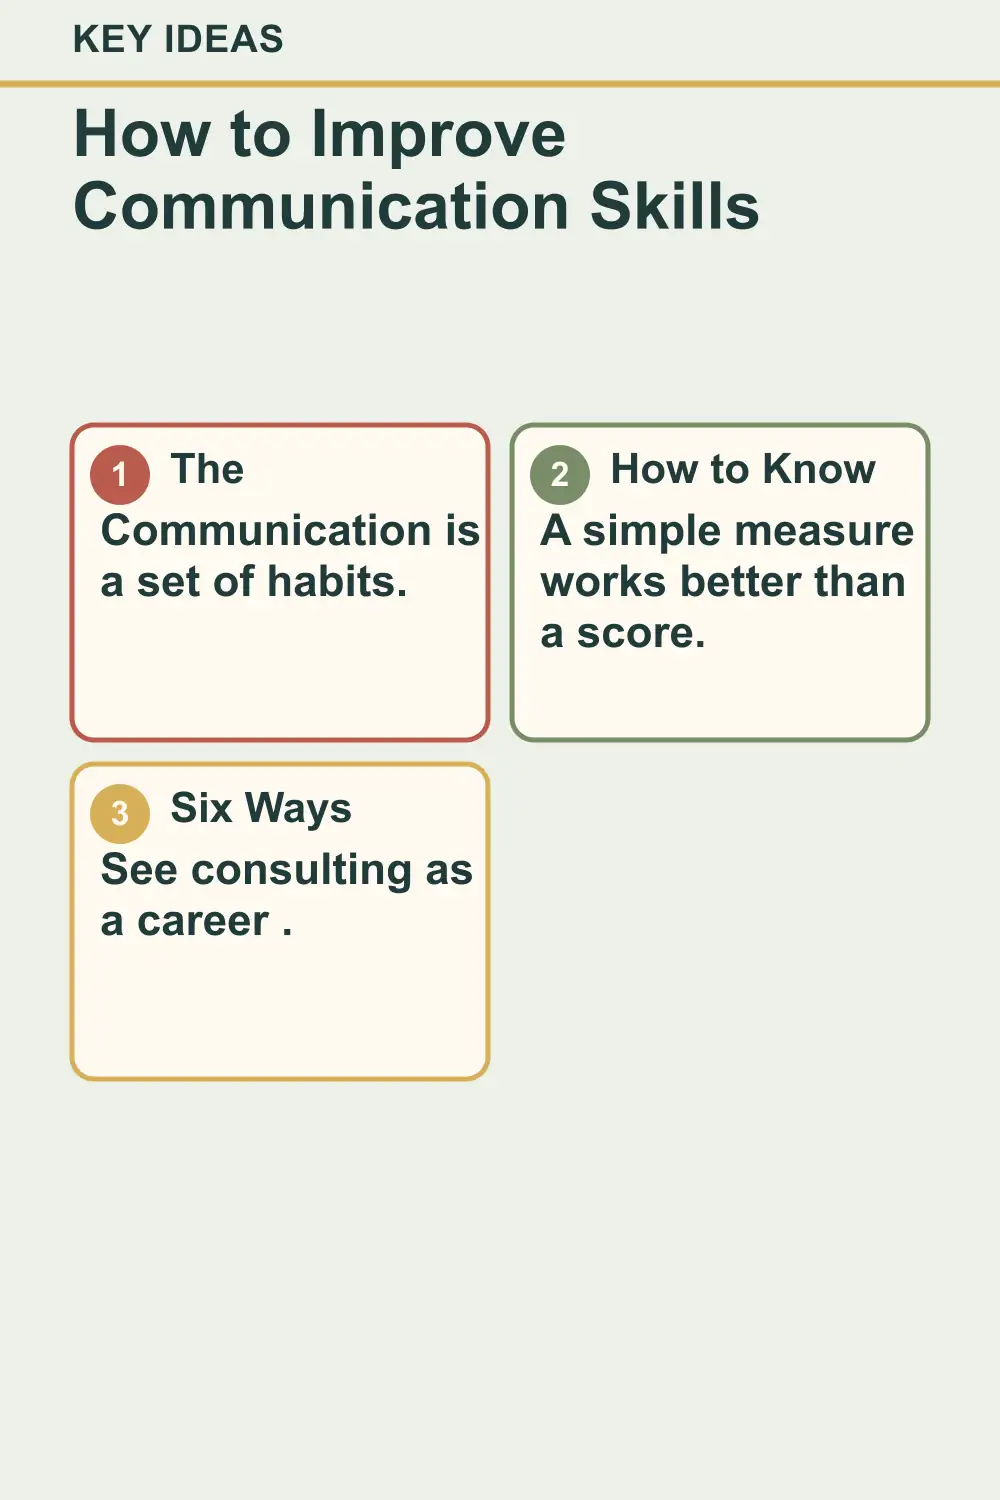 KEY IDEAS
How to Improve
Communication Skills
1 The
Communication is
a set of habits.
2 How to Know
A simple measure
works better than
a score.
3 Six Ways
See consulting as
a career .